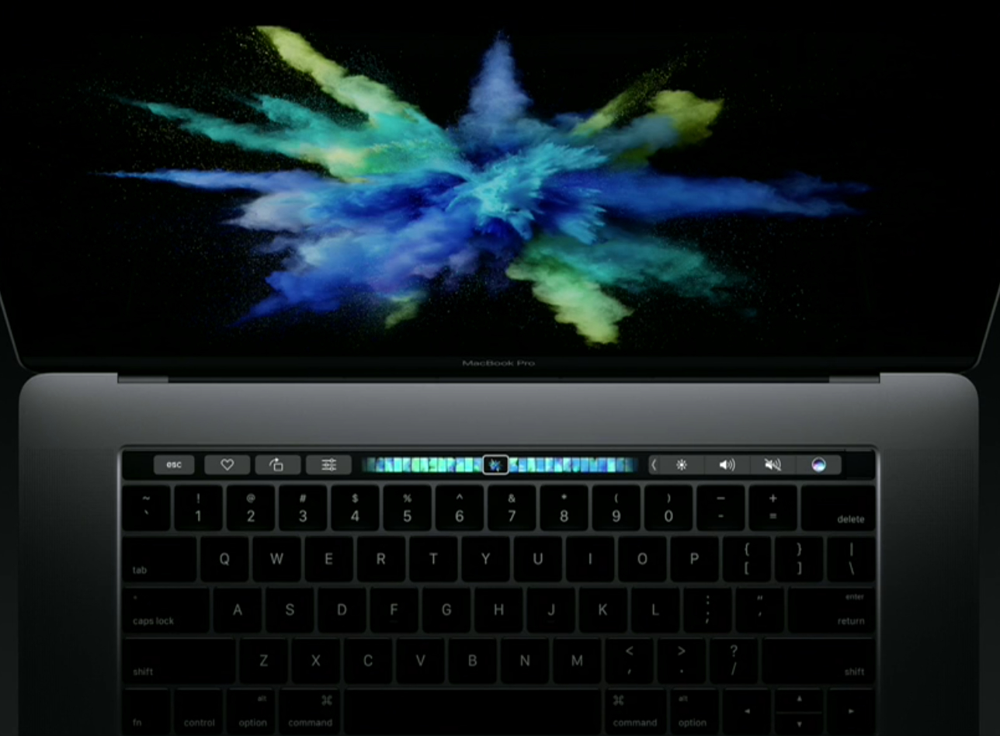 MacBook Pro
esc
~ ! @ # $ % ^ & * ( ) — +
` 1 2 3 4 5 6 7 8 9 0 - = delete
tab Q W E R T Y U I O P { [ } ] | \
caps lock A S D F G H J K L : ; " ' enter return
shift Z X C V B N M < , > . ? / shift
fn control alt option ⌘ command ⌘ command alt option ◂ ▴ ▾ ▸